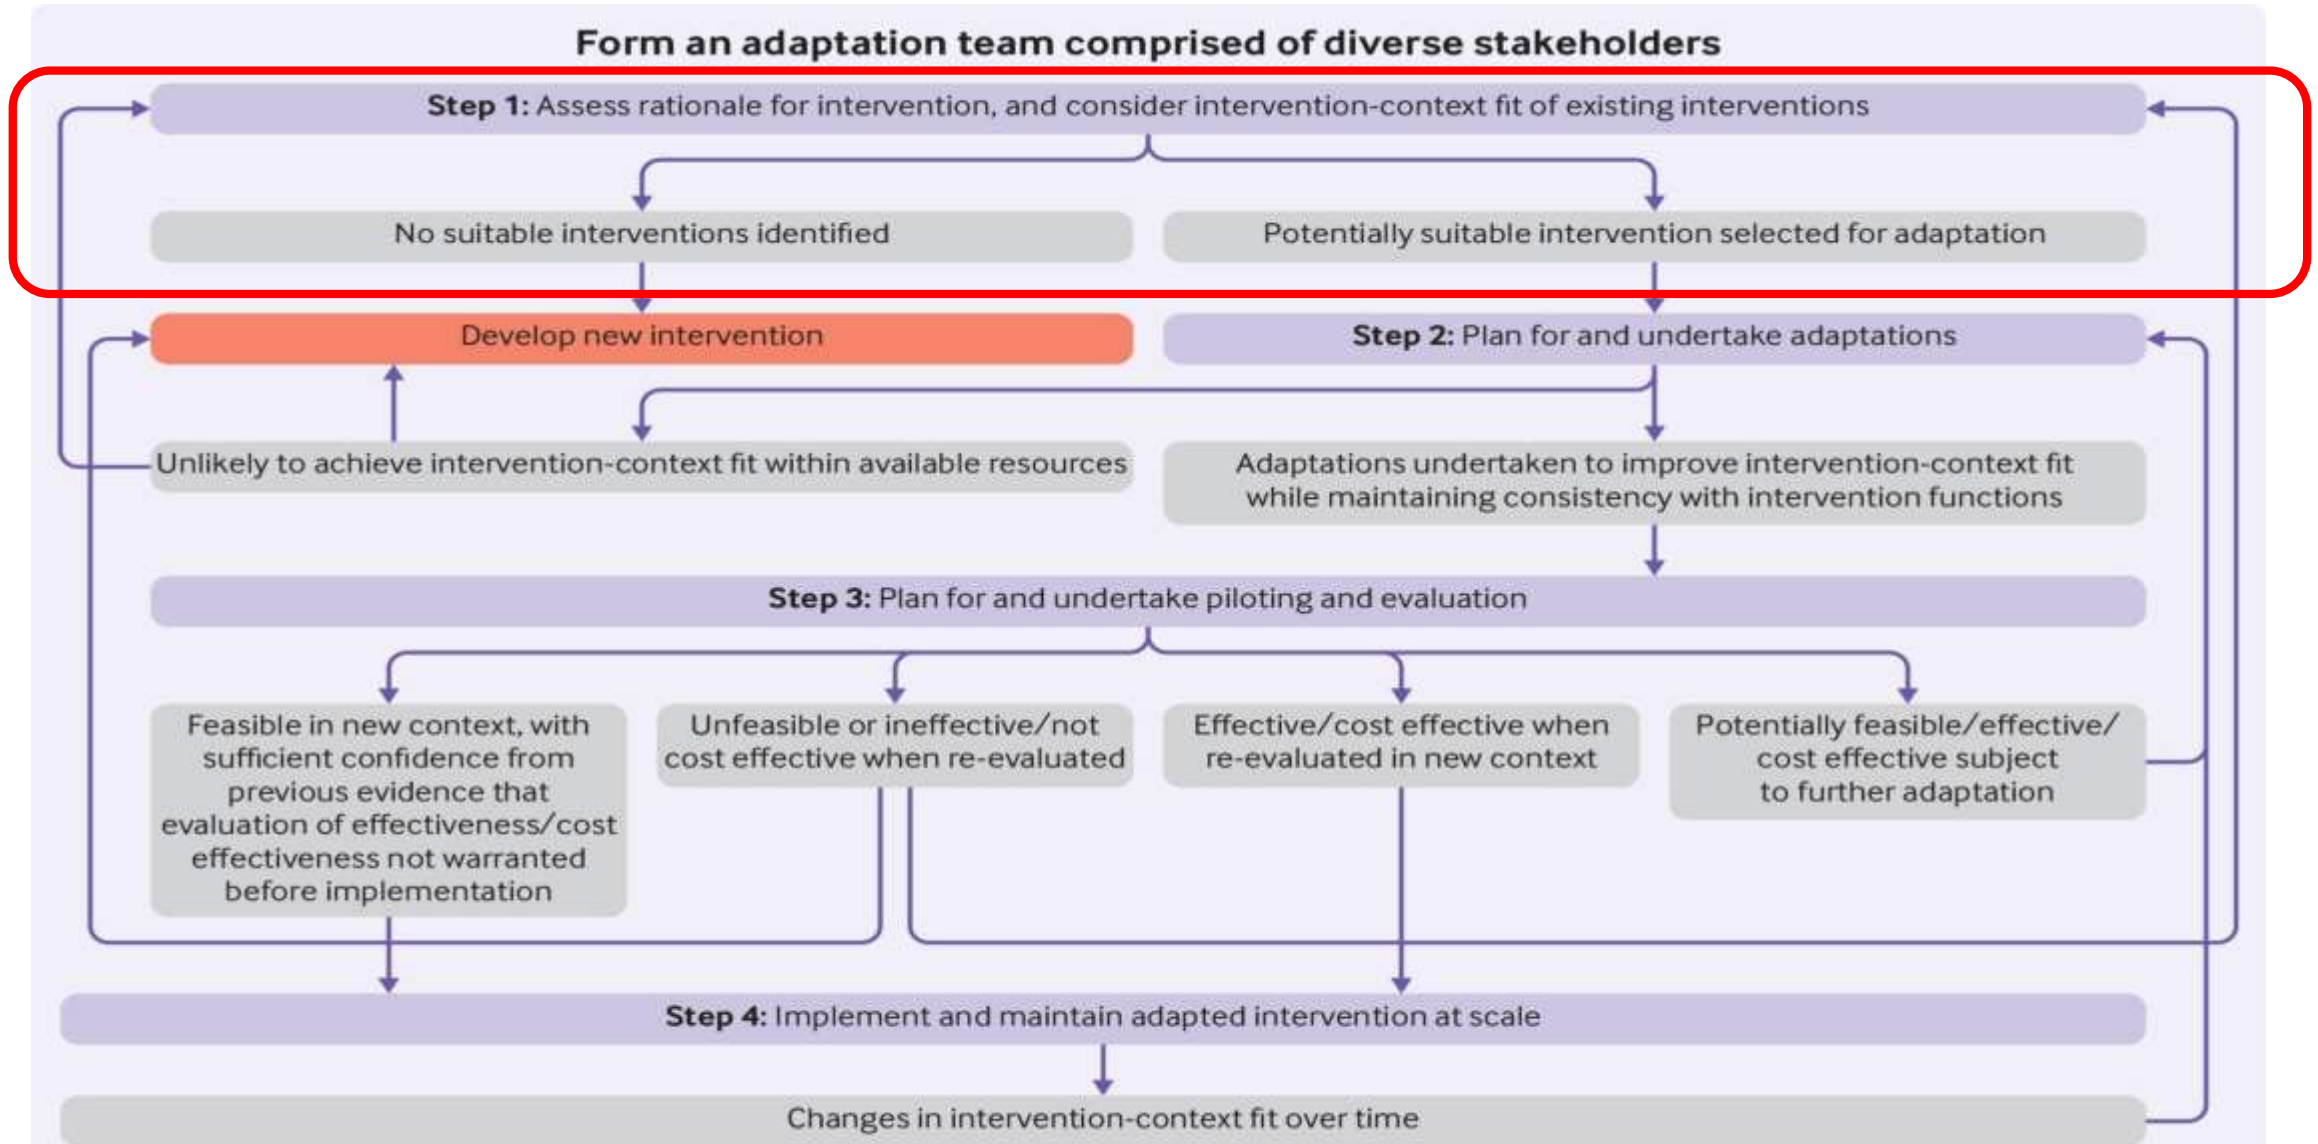 Form an adaptation team comprised of diverse stakeholders
Step 1: Assess rationale for intervention, and consider intervention-context fit of existing interventions
No suitable interventions identified
Potentially suitable intervention selected for adaptation
Develop new intervention
Step 2: Plan for and undertake adaptations
Unlikely to achieve intervention-context fit within available resources
Adaptations undertaken to improve intervention-context fit
while maintaining consistency with intervention functions
Step 3: Plan for and undertake piloting and evaluation
Feasible in new context, with
sufficient confidence from
previous evidence that
evaluation of effectiveness/cost
effectiveness not warranted
before implementation
Unfeasible or ineffective/not
cost effective when re-evaluated
Effective/cost effective when
re-evaluated in new context
Potentially feasible/effective/
cost effective subject
to further adaptation
Step 4: Implement and maintain adapted intervention at scale
Changes in intervention-context fit over time